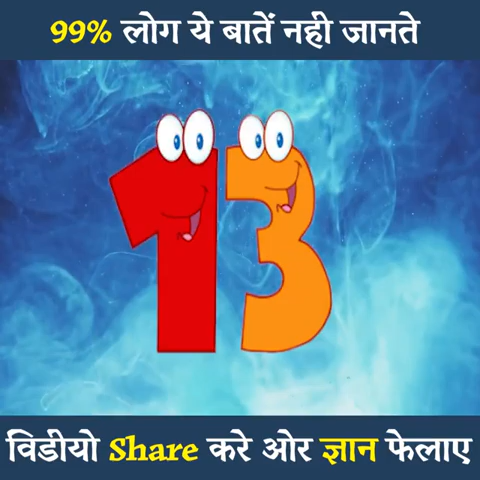 99% लोग ये बातें नही जानते
13
विडीयो Share करे ओर ज्ञान फेलाए